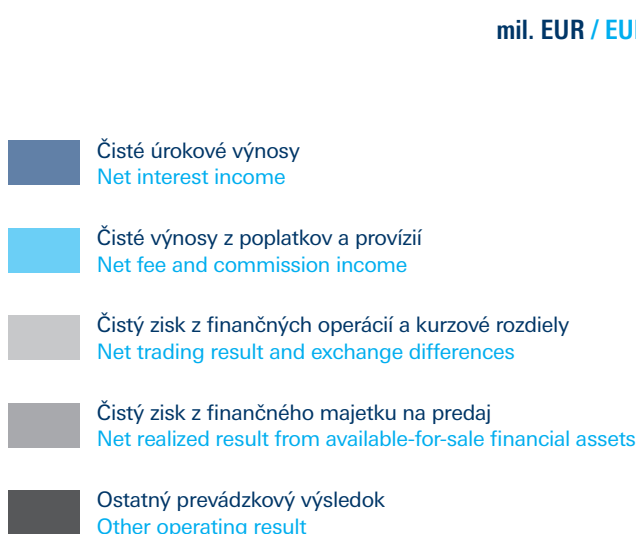 mil. EUR /
Čisté úrokové výnosy
Net interest income
Čisté výnosy z poplatkov a provízií
Net fee and commission income
Čistý zisk z finančných operácií a kurzové rozdiely
Net trading result and exchange differences
Čistý zisk z finančného majetku na predaj
Net realized result from available-for-sale financial assets
Ostatný prevádzkový výsledok
Other operating result